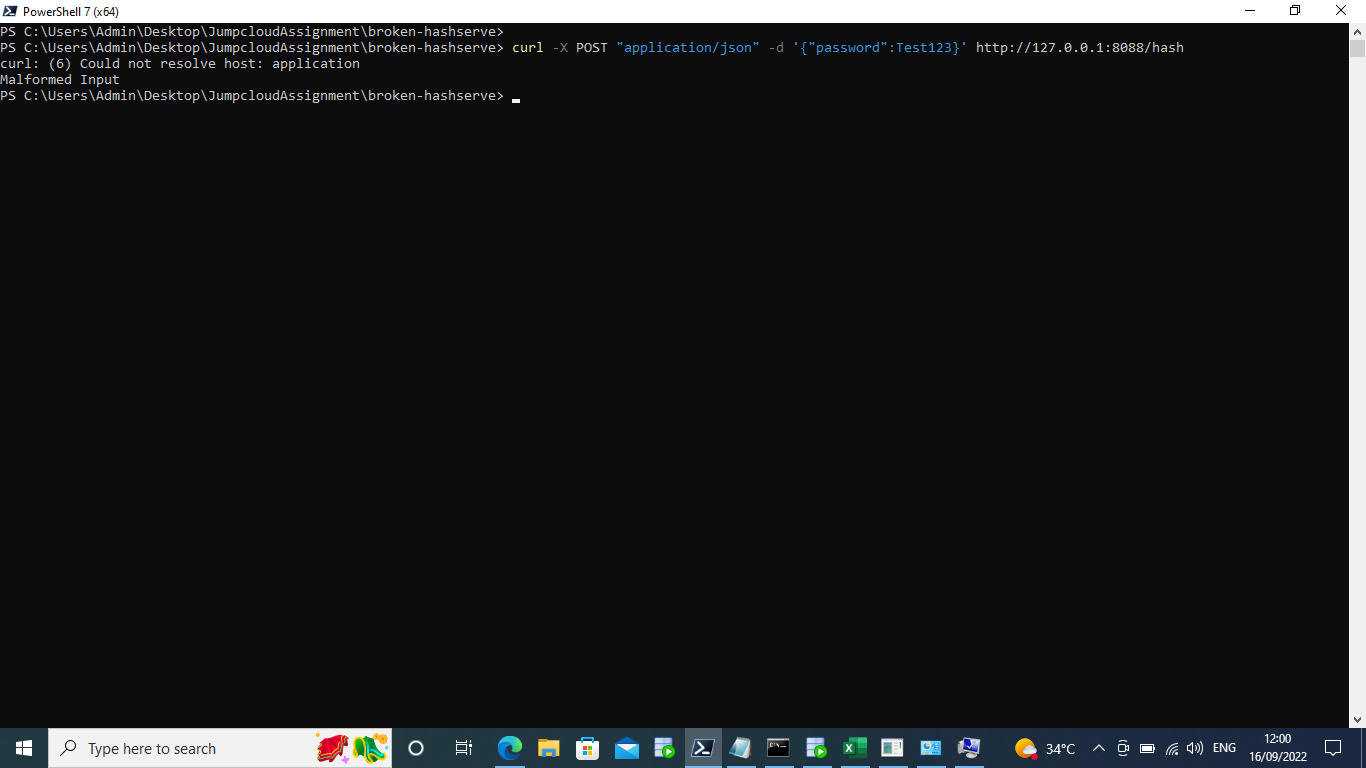 PowerShell 7 (x64)
PS C:\Users\Admin\Desktop\JumpcloudAssignment\broken-hashserve>
PS C:\Users\Admin\Desktop\JumpcloudAssignment\broken-hashserve> curl -X POST "application/json" -d '{"password":Test123}' http://127.0.0.1:8088/hash
curl: (6) Could not resolve host: application
Malformed Input
PS C:\Users\Admin\Desktop\JumpcloudAssignment\broken-hashserve>
Type here to search
34°C
ENG
12:00
16/09/2022